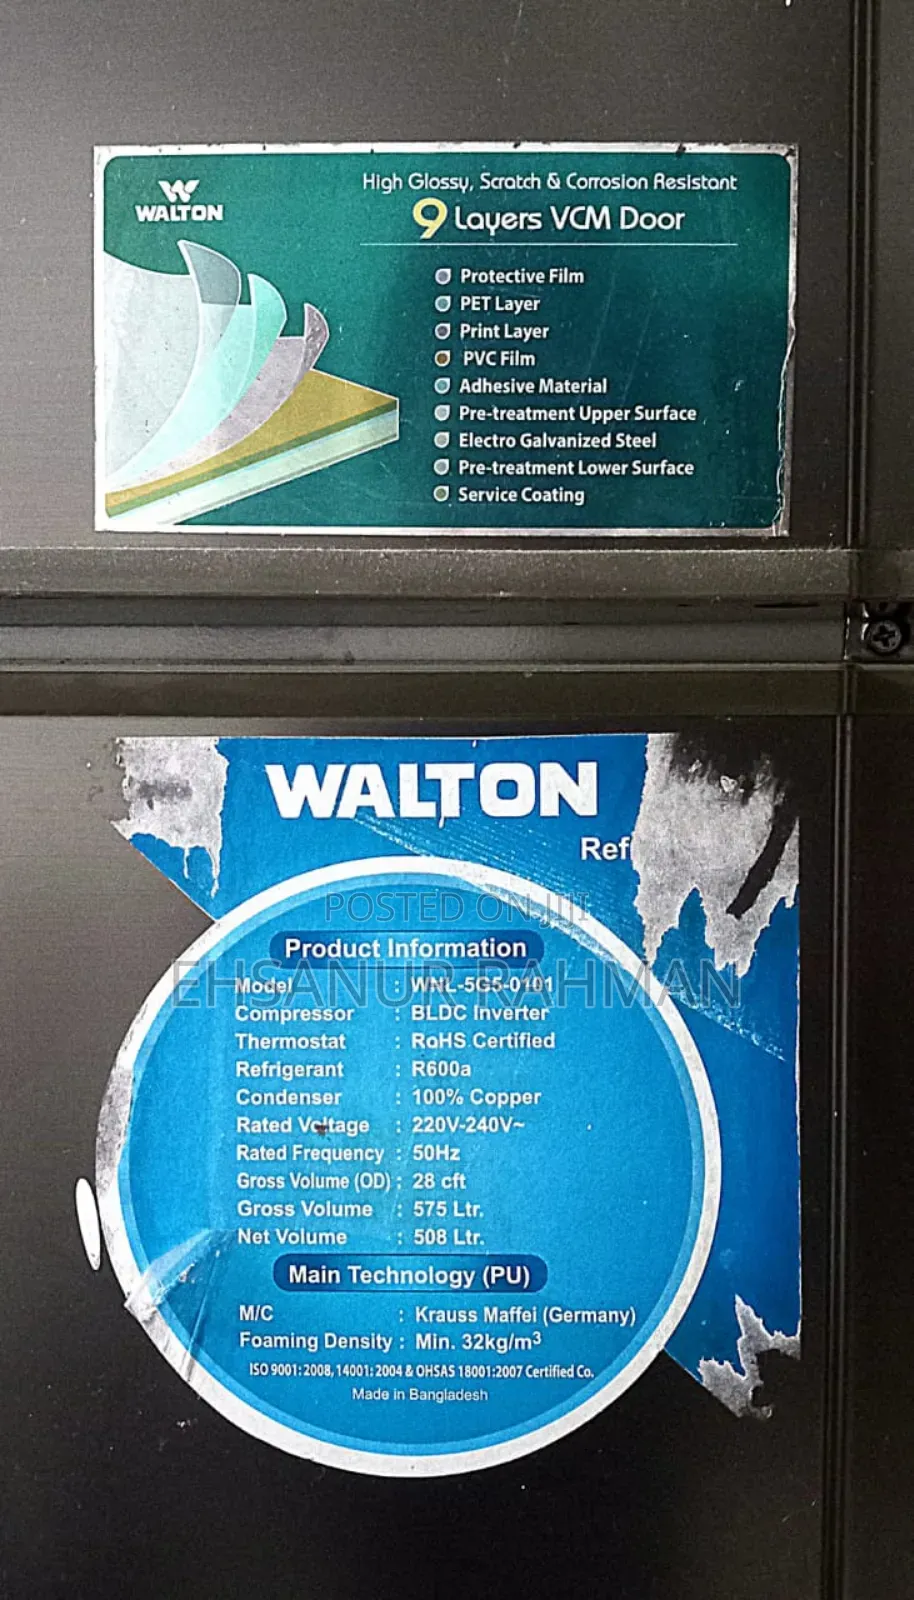 WALTON
High Glossy, Scratch & Corrosion Resistant
9 Layers VCM Door
Protective Film
PET Layer
Print Layer
PVC Film
Adhesive Material
Pre-treatment Upper Surface
Electro Galvanized Steel
Pre-treatment Lower Surface
Service Coating
WALTON
Ref
POSTED ON JIJI
Product Information
EHSANUR RAHMAN
Model : WNL-5G5-0101
Compressor : BLDC Inverter
Thermostat : RoHS Certified
Refrigerant : R600a
Condenser : 100% Copper
Rated Voltage : 220V-240V~
Rated Frequency : 50Hz
Gross Volume (OD) : 28 cft
Gross Volume : 575 Ltr.
Net Volume : 508 Ltr.
Main Technology (PU)
M/C : Krauss Maffei (Germany)
Foaming Density : Min. 32kg/m³
ISO 9001: 2008, 14001: 2004 & OHSAS 18001:2007 Certified Co.
Made in Bangladesh